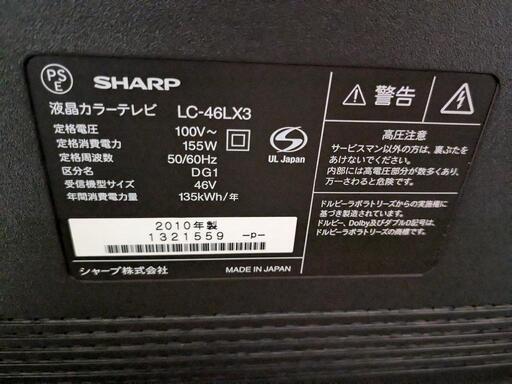 PS
E
SHARP
液晶カラーテレビ LC-46LX3
定格電圧 100V~
定格消費電力 155W
定格周波数 50/60Hz
区分名 DG1
受信機型サイズ 46V
年間消費電力量 135kWh/年
S
UL Japan
2010年製
1321559 -P-
シャープ株式会社 MADE IN JAPAN
警告
高圧注意
サービスマン以外の方は、裏ぶたを
あけないでください。
内部には高電圧部分が数多くあり、
万一さわると危険です。
ドルビーラボラトリーズからの実施権に
基づき製造されています。
ドルビー、Dolby及びダブルD記号は、
ドルビーラボラトリーズの商標です。